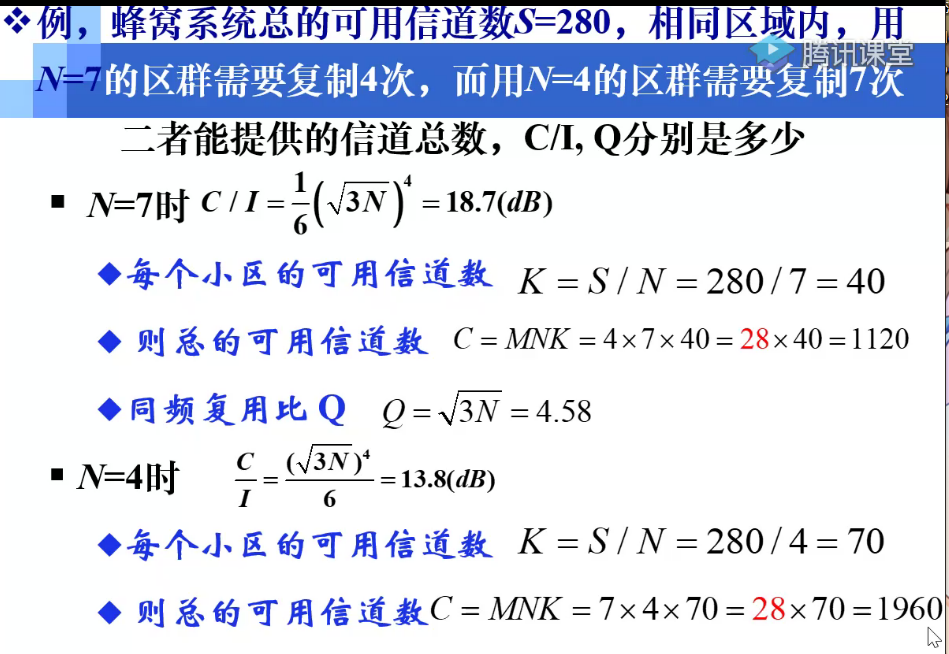 ❖例，蜂窝系统总的可用信道数S=280，相同区域内，用
腾讯课堂
N=7的区群需要复制4次，而用N=4的区群需要复制7次
二者能提供的信道总数，C/I, Q分别是多少
▪ N=7时 C / I = 1/6 (√3N)^4 = 18.7(dB)
◆每个小区的可用信道数 K = S / N = 280 / 7 = 40
◆ 则总的可用信道数 C = MNK = 4×7×40 = 28×40 = 1120
◆同频复用比 Q Q = √3N = 4.58
▪ N=4时 C/I = (√3N)^4/6 = 13.8(dB)
◆每个小区的可用信道数 K = S / N = 280 / 4 = 70
◆ 则总的可用信道数 C = MNK = 7×4×70 = 28×70 = 1960